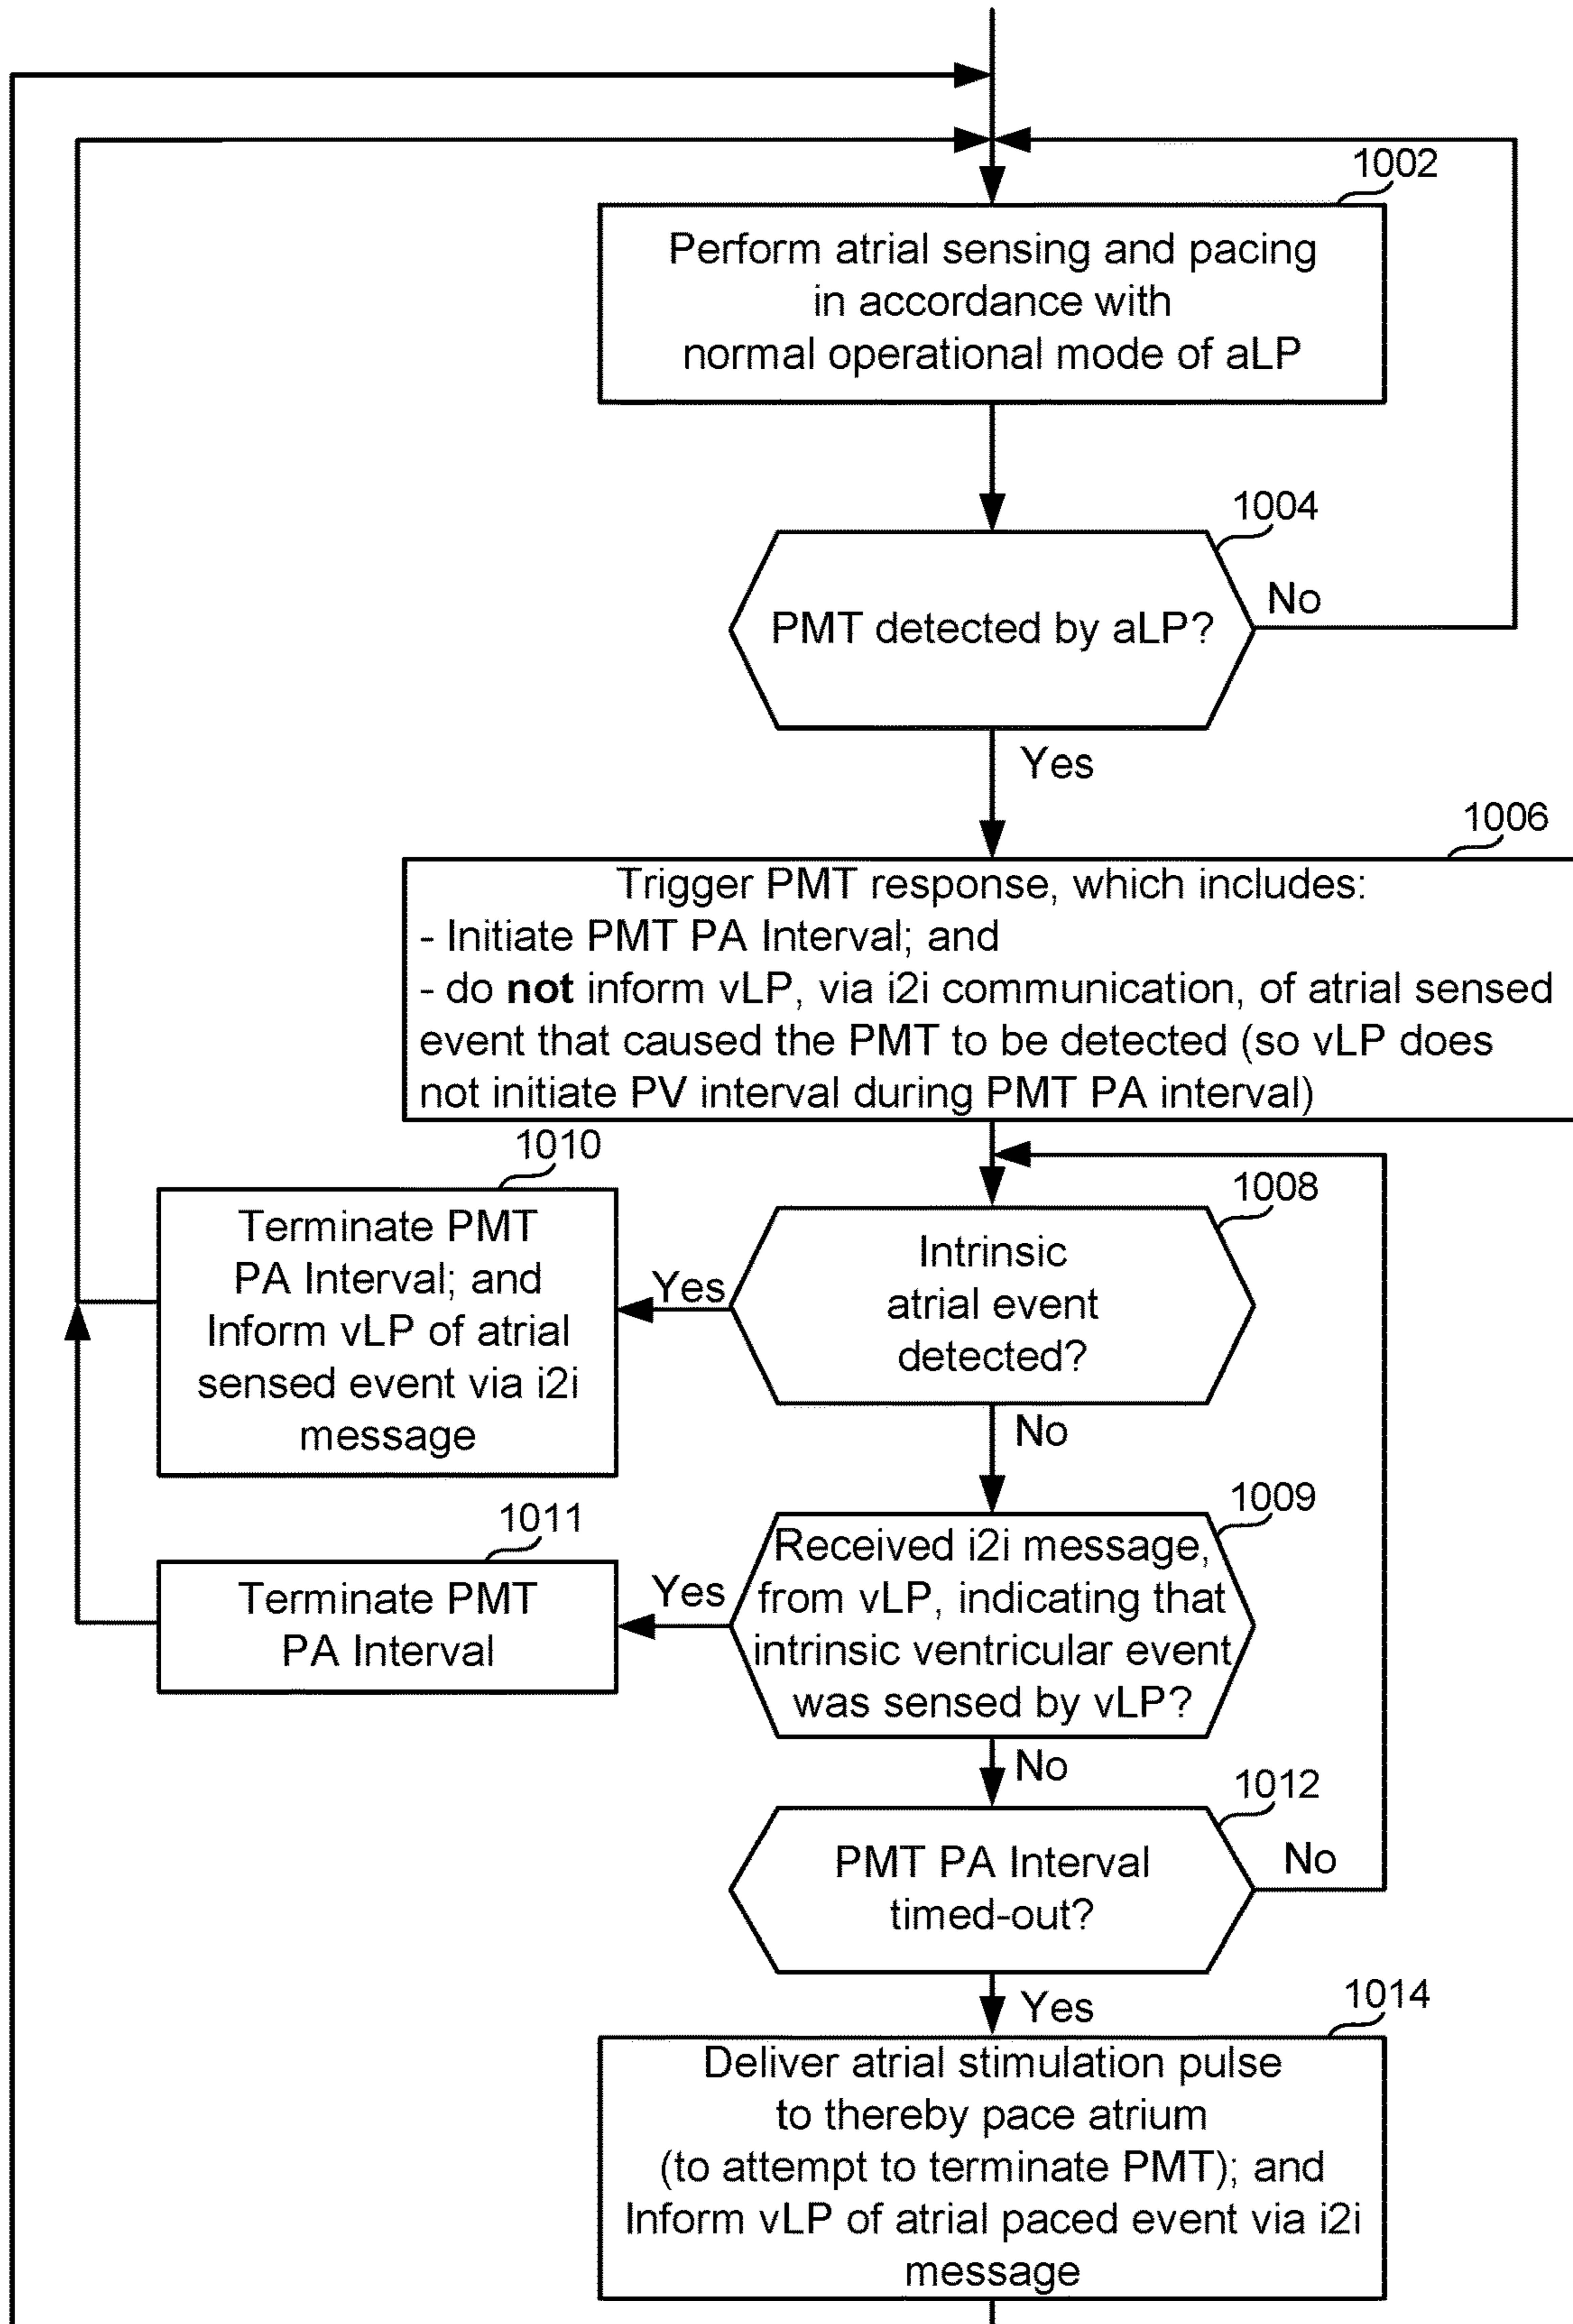 1002
Perform atrial sensing and pacing
in accordance with
normal operational mode of aLP
1004
PMT detected by aLP?
No
Yes
1006
Trigger PMT response, which includes:
- Initiate PMT PA Interval; and
- do not inform vLP, via i2i communication, of atrial sensed
event that caused the PMT to be detected (so vLP does
not initiate PV interval during PMT PA interval)
1008
Intrinsic
atrial event
detected?
Yes
1010
Terminate PMT
PA Interval; and
Inform vLP of atrial
sensed event via i2i
message
No
1009
Received i2i message,
from vLP, indicating that
intrinsic ventricular event
was sensed by vLP?
Yes
1011
Terminate PMT
PA Interval
No
1012
PMT PA Interval
timed-out?
No
Yes
1014
Deliver atrial stimulation pulse
to thereby pace atrium
(to attempt to terminate PMT); and
Inform vLP of atrial paced event via i2i
message